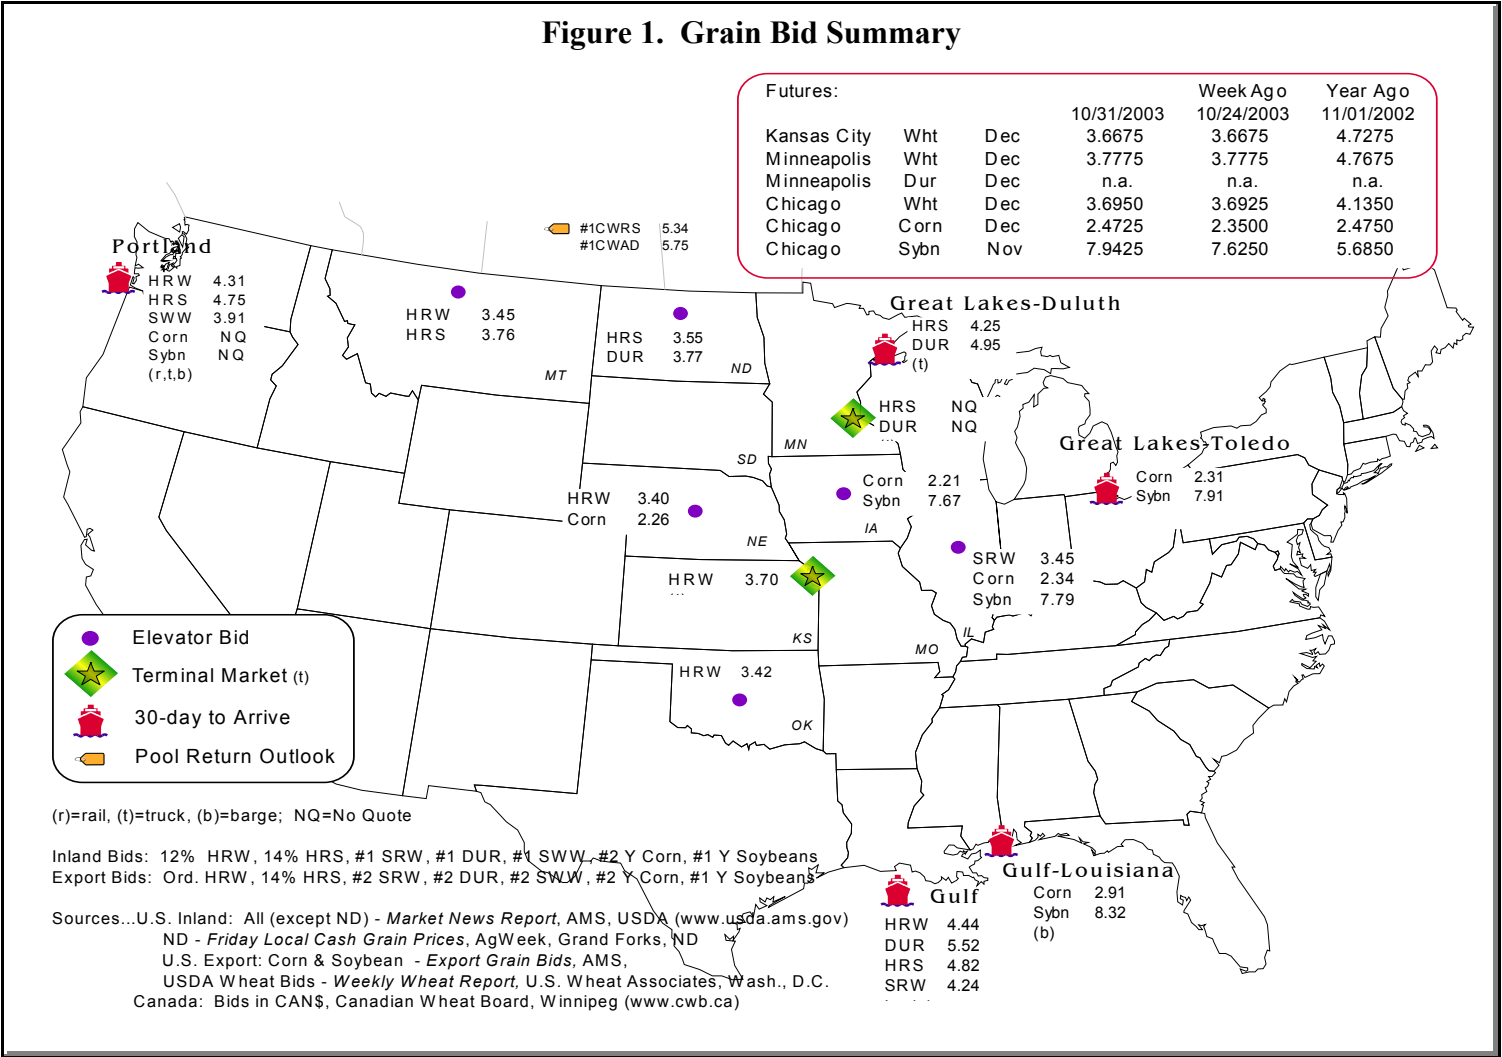 Figure 1. Grain Bid Summary
Futures: Week Ago Year Ago
10/31/2003 10/24/2003 11/01/2002
Kansas City Wht Dec 3.6675 3.6675 4.7275
Minneapolis Wht Dec 3.7775 3.7775 4.7675
Minneapolis Dur Dec n.a. n.a. n.a.
Chicago Wht Dec 3.6950 3.6925 4.1350
Chicago Corn Dec 2.4725 2.3500 2.4750
Chicago Sybn Nov 7.9425 7.6250 5.6850
#1CWRS 5.34
#1CWAD 5.75
Portland
HRW 4.31
HRS 4.75
SWW 3.91
Corn NQ
Sybn NQ
(r,t,b)
HRW 3.45
HRS 3.76
MT
HRS 3.55
DUR 3.77
ND
Great Lakes-Duluth
HRS 4.25
DUR 4.95
(t)
HRS NQ
DUR NQ
MN
SD
Great Lakes-Toledo
Corn 2.31
Sybn 7.91
Corn 2.21
Sybn 7.67
IA
HRW 3.40
Corn 2.26
NE
SRW 3.45
Corn 2.34
Sybn 7.79
IL
HRW 3.70
KS
MO
HRW 3.42
OK
Elevator Bid
Terminal Market (t)
30-day to Arrive
Pool Return Outlook
(r)=rail, (t)=truck, (b)=barge; NQ=No Quote
Inland Bids: 12% HRW, 14% HRS, #1 SRW, #1 DUR, #1 SWW, #2 Y Corn, #1 Y Soybeans
Export Bids: Ord. HRW, 14% HRS, #2 SRW, #2 DUR, #2 SWW, #2 Y Corn, #1 Y Soybeans
Gulf-Louisiana
Corn 2.91
Sybn 8.32
(b)
Gulf
HRW 4.44
DUR 5.52
HRS 4.82
SRW 4.24
Sources...U.S. Inland: All (except ND) - Market News Report, AMS, USDA (www.usda.ams.gov)
ND - Friday Local Cash Grain Prices, AgWeek, Grand Forks, ND
U.S. Export: Corn & Soybean - Export Grain Bids, AMS,
USDA Wheat Bids - Weekly Wheat Report, U.S. Wheat Associates, Wash., D.C.
Canada: Bids in CAN$, Canadian Wheat Board, Winnipeg (www.cwb.ca)